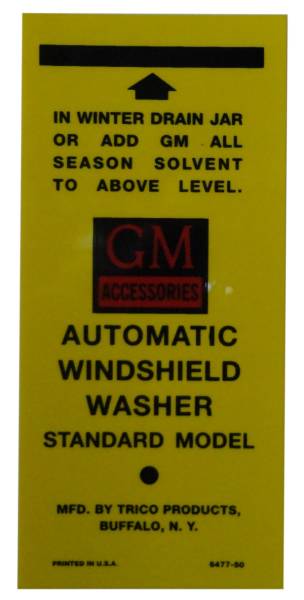 IN WINTER DRAIN JAR
OR ADD GM ALL
SEASON SOLVENT
TO ABOVE LEVEL.
GM
ACCESSORIES
AUTOMATIC
WINDSHIELD
WASHER
STANDARD MODEL
MFD. BY TRICO PRODUCTS,
BUFFALO, N. Y.
PRINTED IN U.S.A. 6477-50